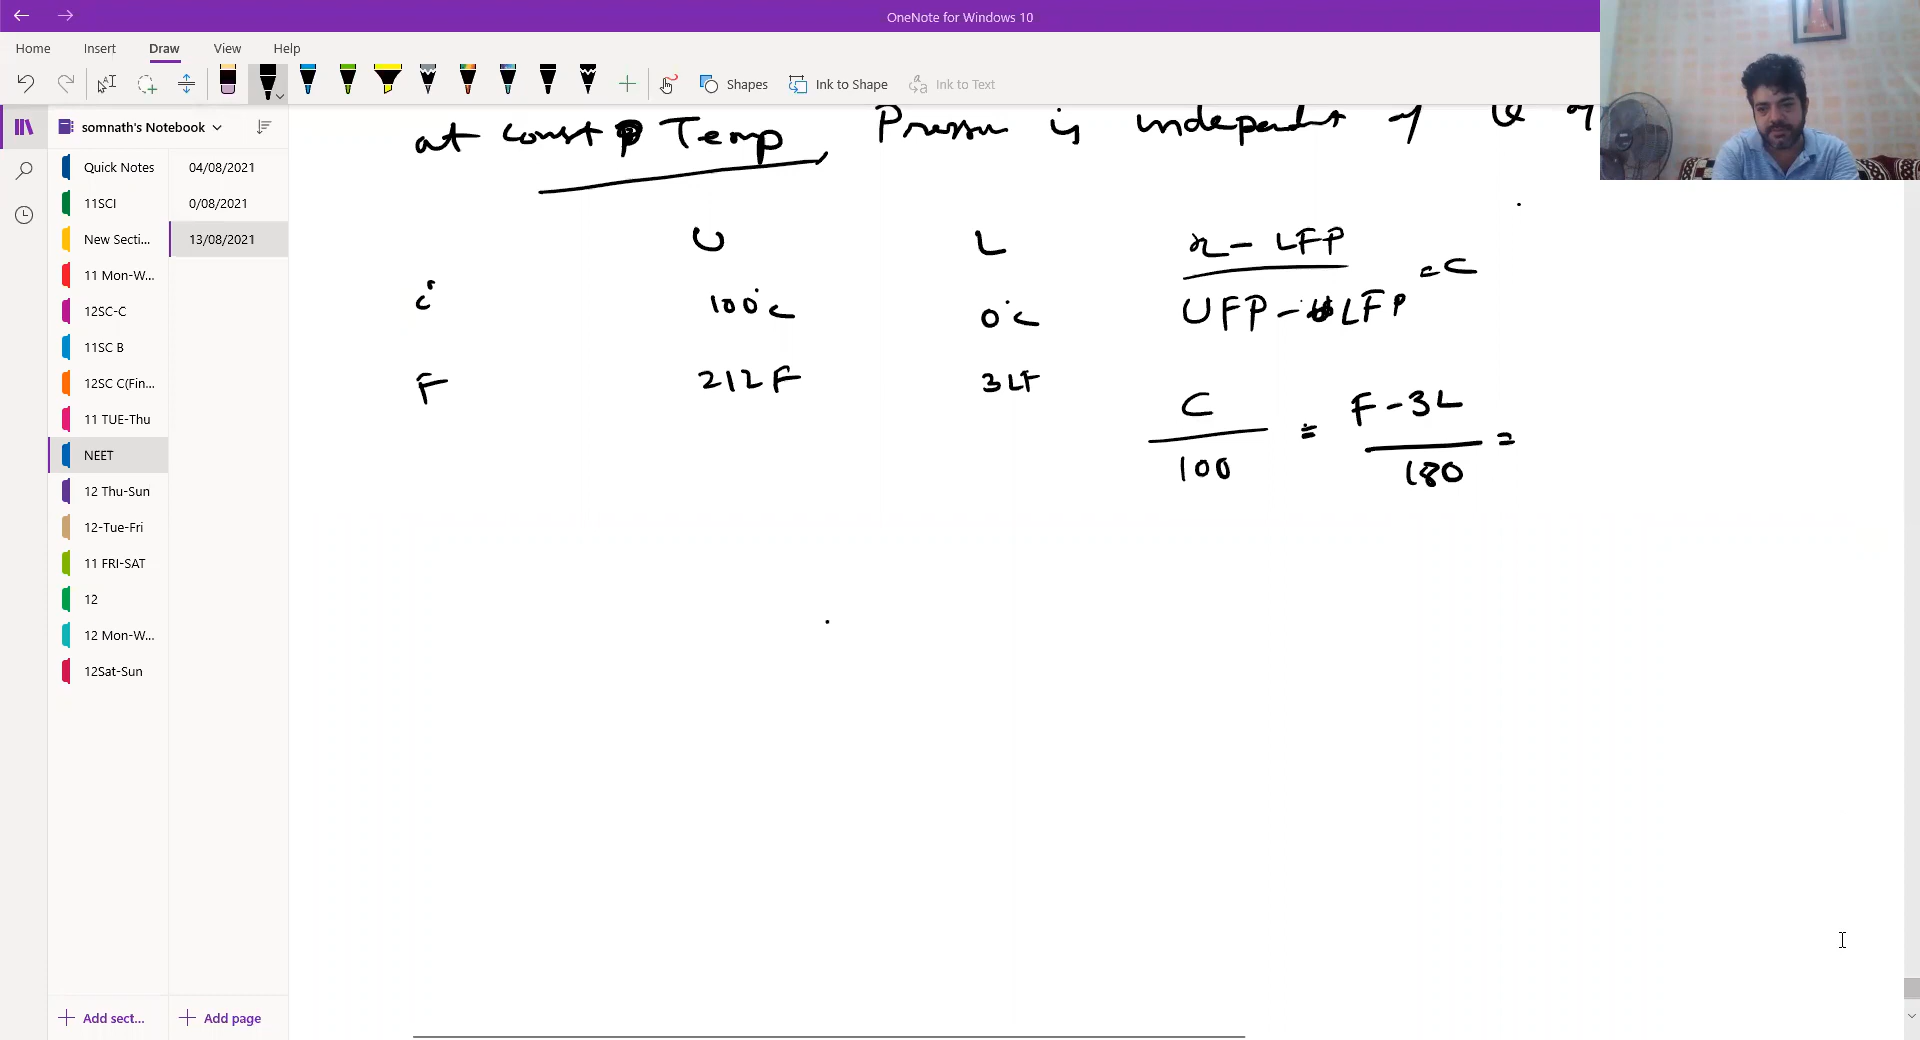 OneNote for Windows 10
Home Insert Draw View Help
Shapes Ink to Shape Ink to Text
somnath's Notebook
Quick Notes 04/08/2021
11SCI 0/08/2021
New Secti... 13/08/2021
11 Mon-W...
12SC-C
11SC B
12SC C(Fin...
11 TUE-Thu
NEET
12 Thu-Sun
12-Tue-Fri
11 FRI-SAT
12
12 Mon-W...
12Sat-Sun
Add sect... Add page
at const Temp, Pressure is independent of
U L
C° 100°C 0°C
F 212F 32F
x - LFP
UFP - LFP = C
C = F - 32 =
100 180